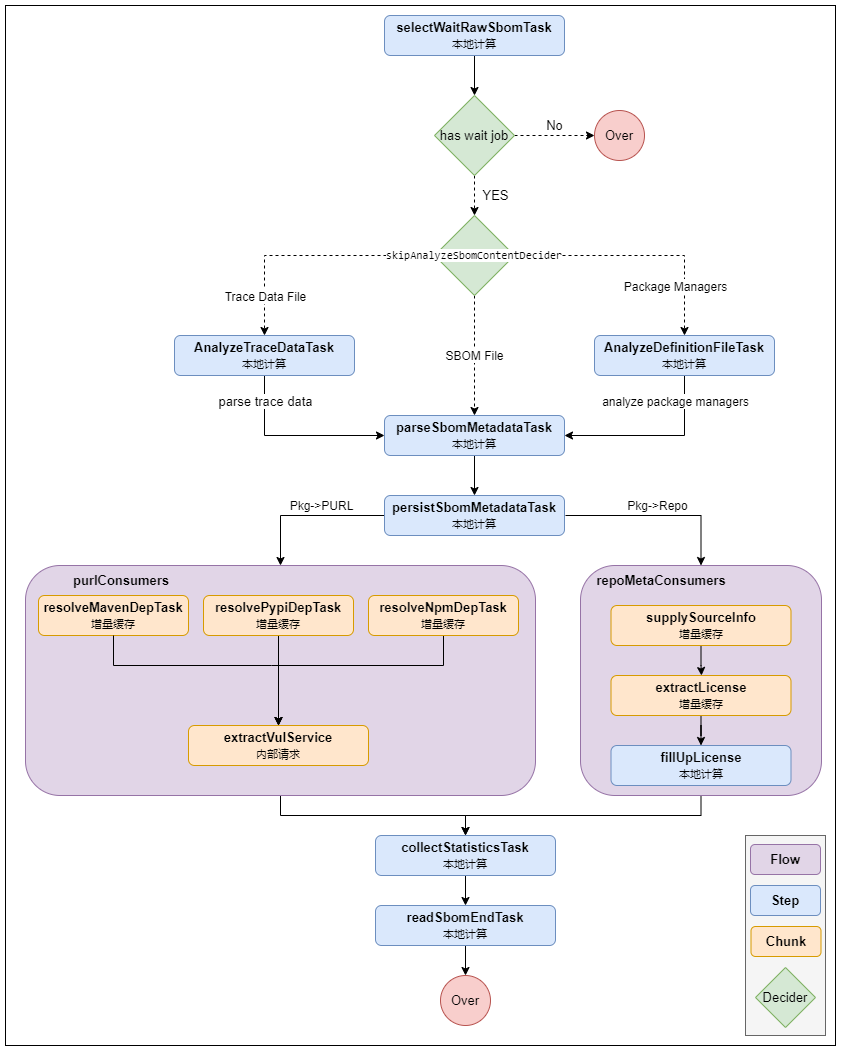 selectWaitRawSbomTask
本地计算
has wait job
No
Over
YES
skipAnalyzeSbomContentDecider
Trace Data File
Package Managers
AnalyzeTraceDataTask
本地计算
SBOM File
AnalyzeDefinitionFileTask
本地计算
parse trace data
analyze package managers
parseSbomMetadataTask
本地计算
Pkg->PURL
persistSbomMetadataTask
本地计算
Pkg->Repo
purlConsumers
resolveMavenDepTask
增量缓存
resolvePypiDepTask
增量缓存
resolveNpmDepTask
增量缓存
extractVulService
内部请求
repoMetaConsumers
supplySourceInfo
增量缓存
extractLicense
增量缓存
fillUpLicense
本地计算
collectStatisticsTask
本地计算
readSbomEndTask
本地计算
Over
Flow
Step
Chunk
Decider